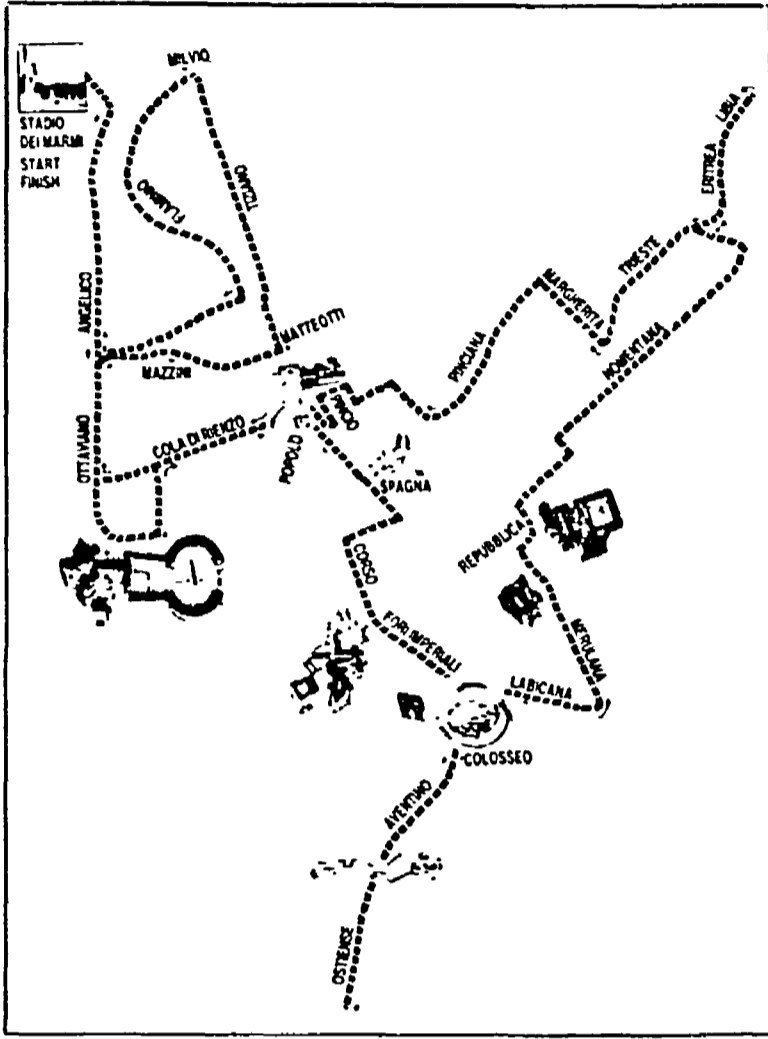 STADIO
DEI MARMI
START
FINISH
MILVIO
FLAMINIO
TIZIANO
ANGELICO
MAZZINI
MATTEOTTI
OTTAVIANO
COLA DI RIENZO
POPOLO
PINCIO
SPAGNA
PINCIANA
MARGHERITA
TRIESTE
ERITREA
LIBIA
NOMENTANA
REPUBBLICA
MERULANA
LABICANA
CORSO
FORI IMPERIALI
COLOSSEO
AVENTINO
OSTIENSE